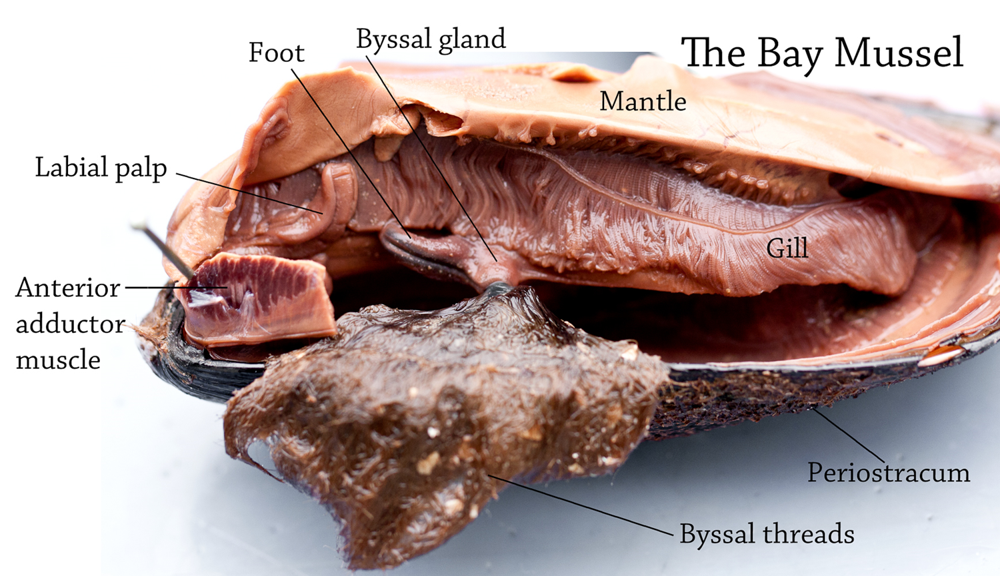 The Bay Mussel
Byssal gland
Foot
Mantle
Labial palp
Gill
Anterior
adductor
muscle
Periostracum
Byssal threads